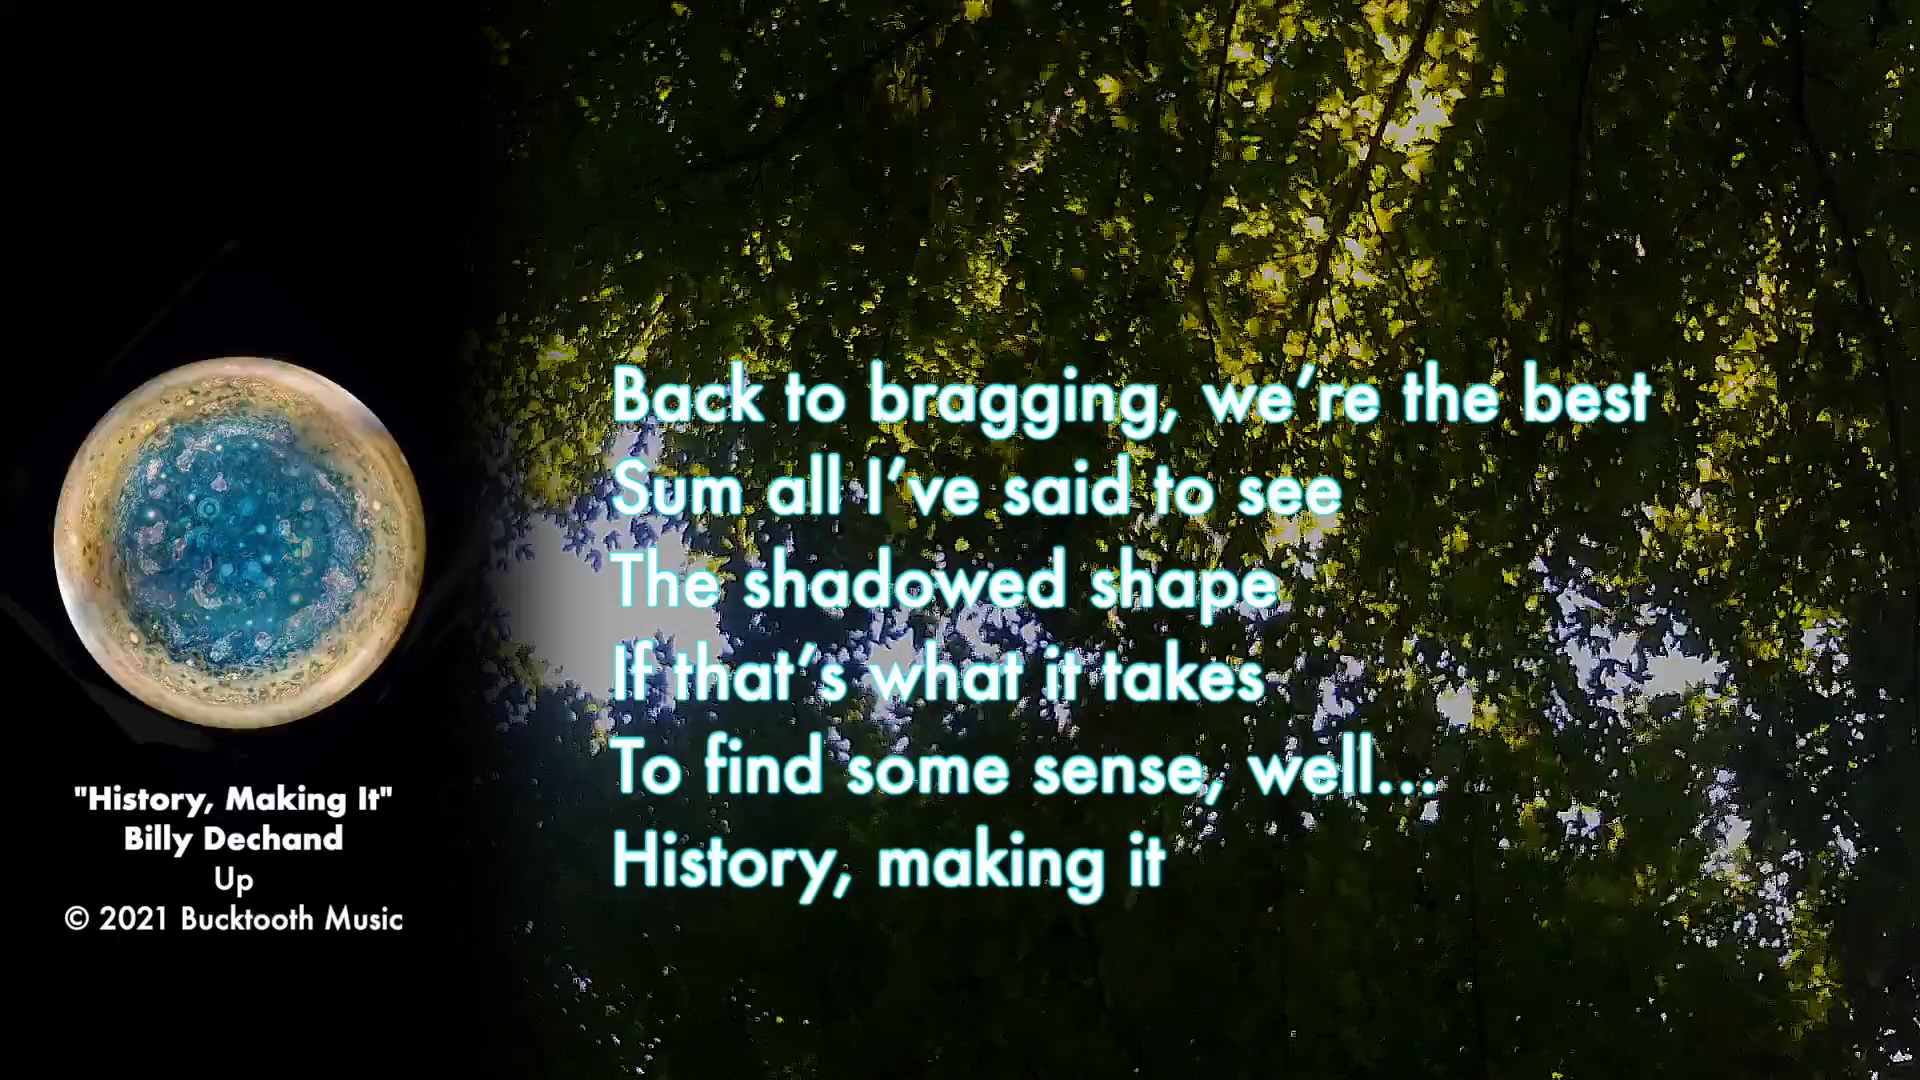 Back to bragging, we’re the best
Sum all I’ve said to see
The shadowed shape
If that’s what it takes
To find some sense, well...
History, making it
"History, Making It"
Billy Dechand
Up
© 2021 Bucktooth Music